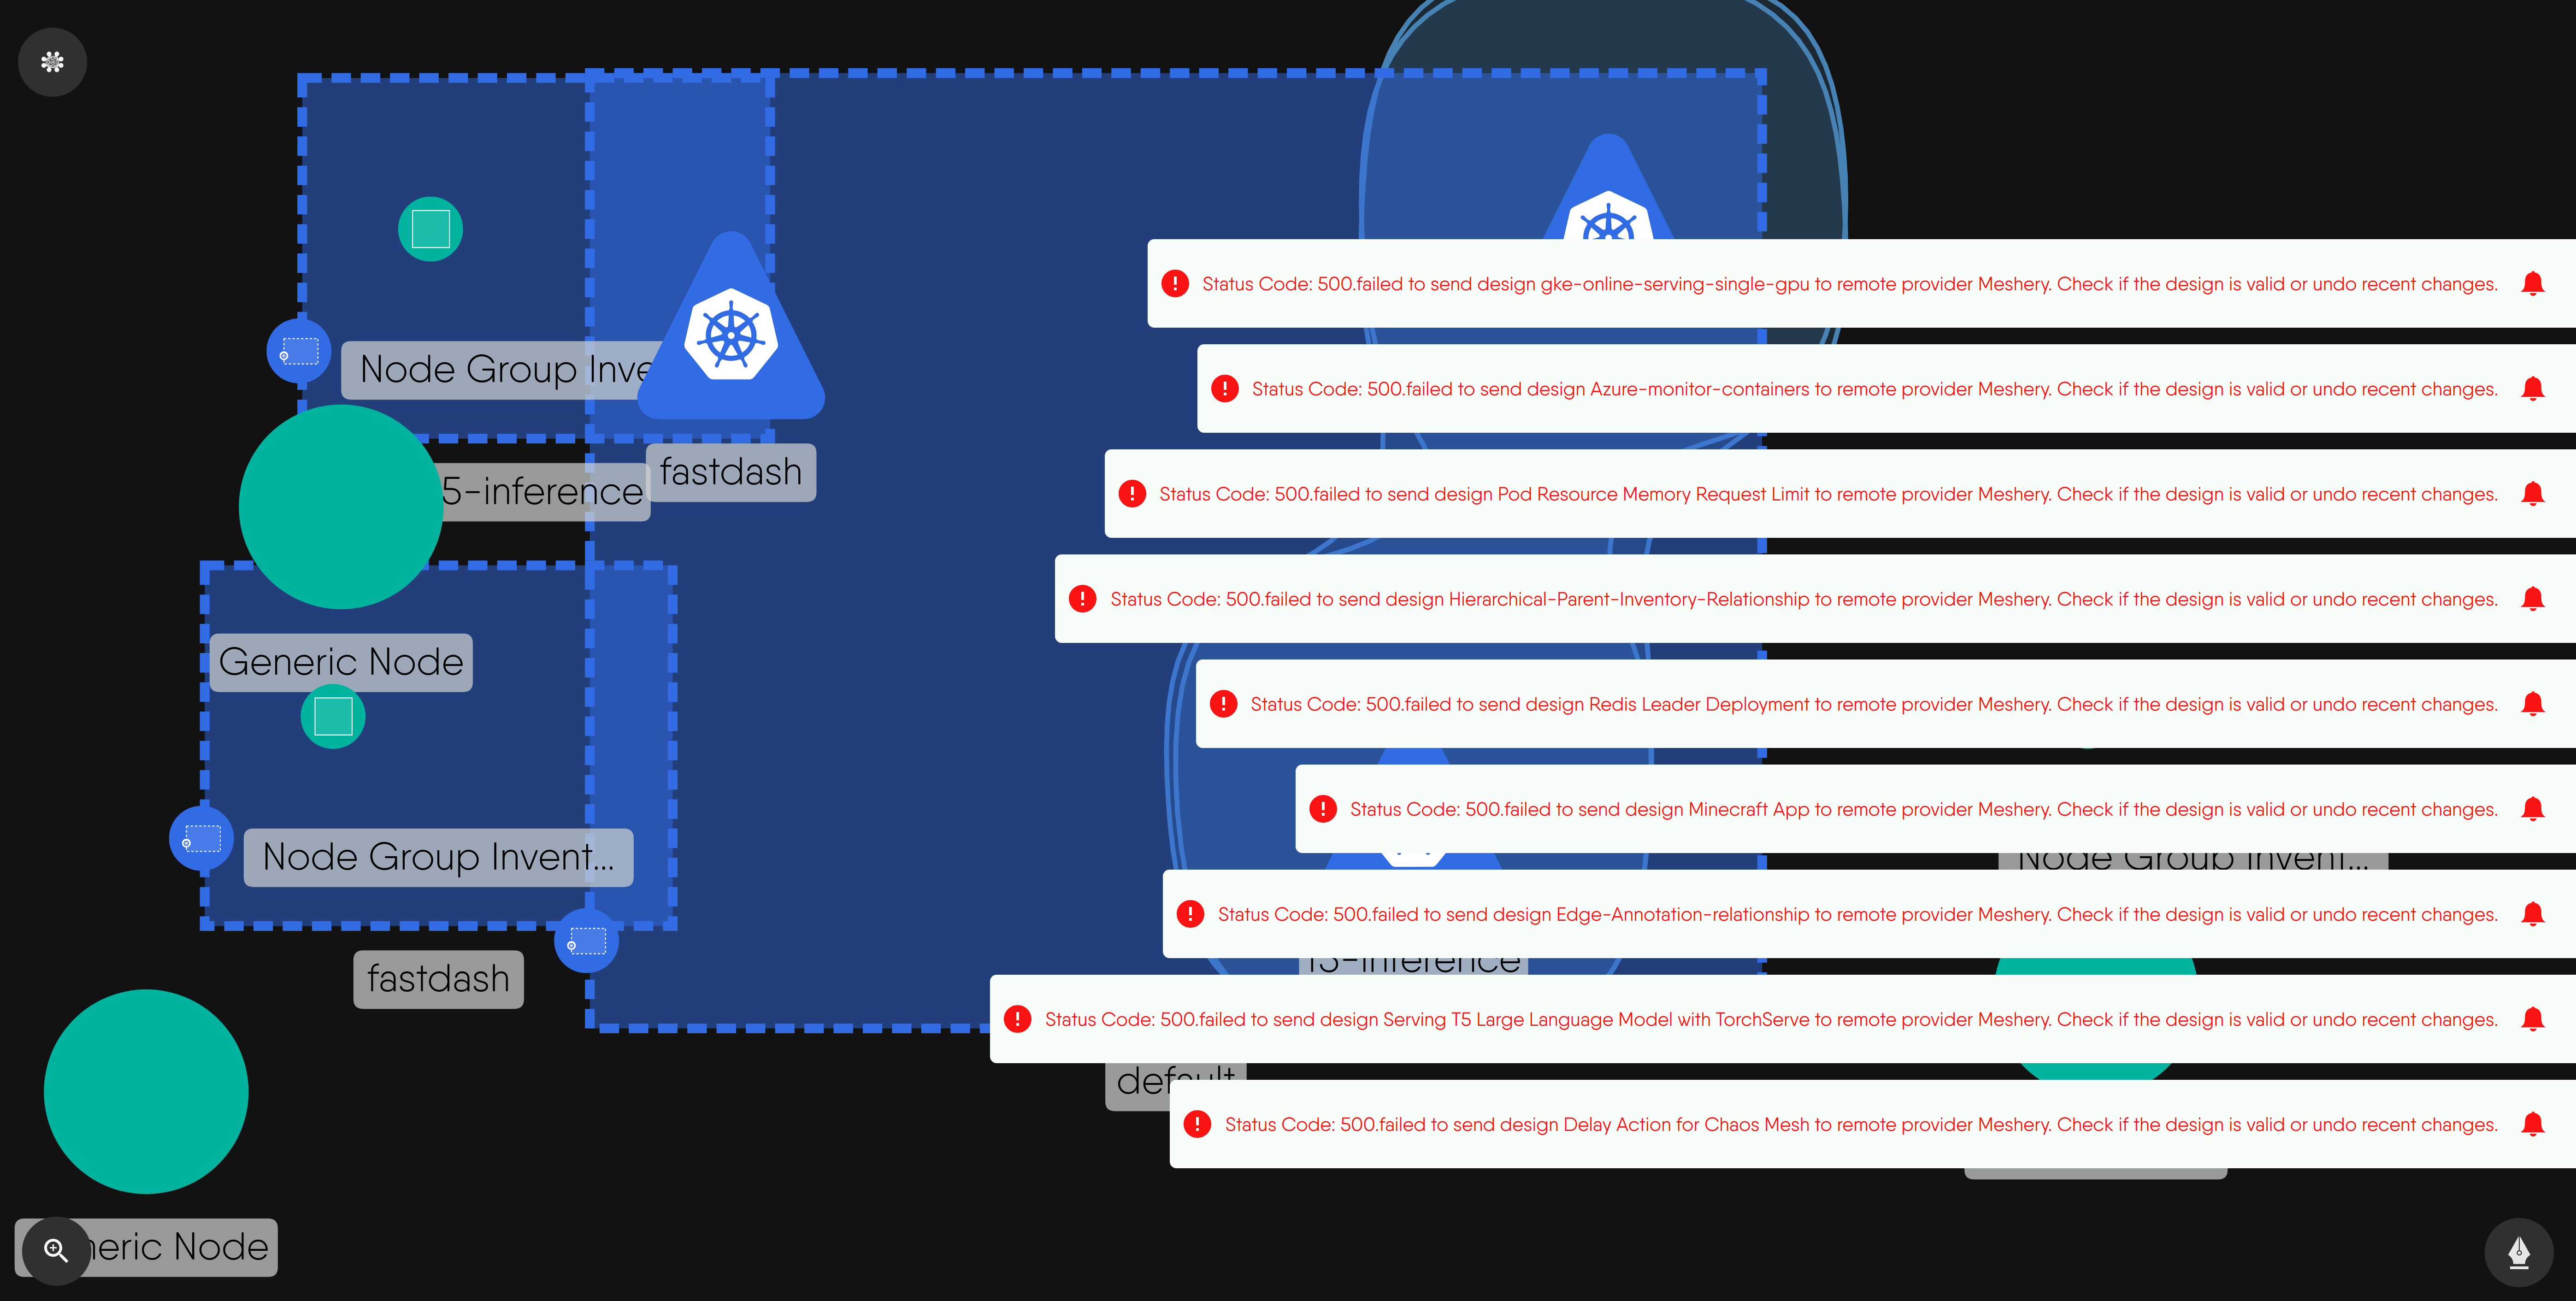 Status Code: 500.failed to send design gke-online-serving-single-gpu to remote provider Meshery. Check if the design is valid or undo recent changes.
Node Group Inve
Status Code: 500.failed to send design Azure-monitor-containers to remote provider Meshery. Check if the design is valid or undo recent changes.
fastdash
5-inference
Status Code: 500.failed to send design Pod Resource Memory Request Limit to remote provider Meshery. Check if the design is valid or undo recent changes.
Status Code: 500.failed to send design Hierarchical-Parent-Inventory-Relationship to remote provider Meshery. Check if the design is valid or undo recent changes.
Generic Node
Status Code: 500.failed to send design Redis Leader Deployment to remote provider Meshery. Check if the design is valid or undo recent changes.
Status Code: 500.failed to send design Minecraft App to remote provider Meshery. Check if the design is valid or undo recent changes.
Node Group Invent...
Node Group Invent...
Status Code: 500.failed to send design Edge-Annotation-relationship to remote provider Meshery. Check if the design is valid or undo recent changes.
t5-inference
fastdash
Status Code: 500.failed to send design Serving T5 Large Language Model with TorchServe to remote provider Meshery. Check if the design is valid or undo recent changes.
default
Status Code: 500.failed to send design Delay Action for Chaos Mesh to remote provider Meshery. Check if the design is valid or undo recent changes.
neric Node